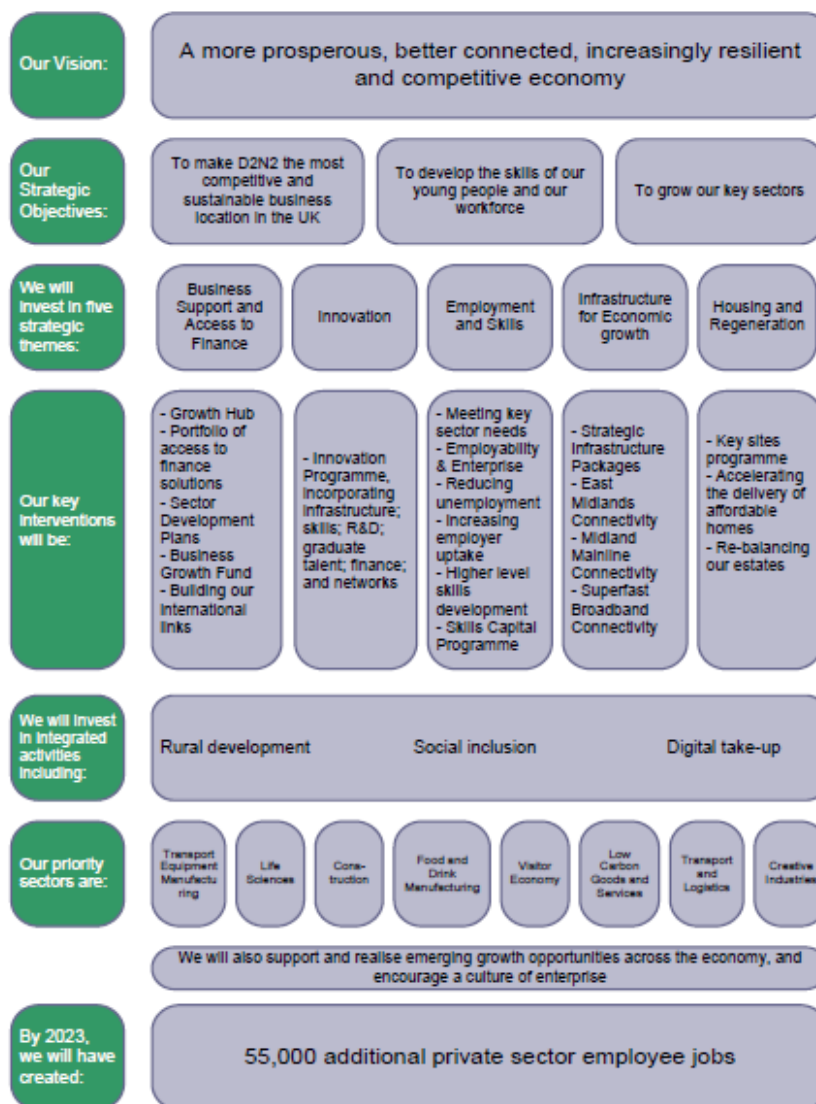 Our Vision:
A more prosperous, better connected, increasingly resilient
and competitive economy
Our
Strategic
Objectives:
To make D2N2 the most
competitive and
sustainable business
location in the UK
To develop the skills of our
young people and our
workforce
To grow our key sectors
We will
invest in five
strategic
themes:
Business
Support and
Access to
Finance
Innovation
Employment
and Skills
Infrastructure
for Economic
growth
Housing and
Regeneration
Our key
interventions
will be:
- Growth Hub
- Portfolio of
access to
finance
solutions
- Sector
Development
Plans
- Business
Growth Fund
- Building our
international
links
- Innovation
Programme,
incorporating
infrastructure;
skills; R&D;
graduate
talent; finance;
and networks
- Meeting key
sector needs
- Employability
& Enterprise
- Reducing
unemployment
- Increasing
employer
uptake
- Higher level
skills
development
- Skills Capital
Programme
- Strategic
Infrastructure
Packages
- East
Midlands
Connectivity
- Midland
Mainline
Connectivity
- Superfast
Broadband
Connectivity
- Key sites
programme
- Accelerating
the delivery of
affordable
homes
- Re-balancing
our estates
We will invest
in integrated
activities
including:
Rural development
Social inclusion
Digital take-up
Our priority
sectors are:
Transport
Equipment
Manufactu
ring
Life
Sciences
Cons-
truction
Food and
Drink
Manufacturing
Visitor
Economy
Low
Carbon
Goods and
Services
Transport
and
Logistics
Creative
Industries
We will also support and realise emerging growth opportunities across the economy, and
encourage a culture of enterprise
By 2023,
we will have
created:
55,000 additional private sector employee jobs